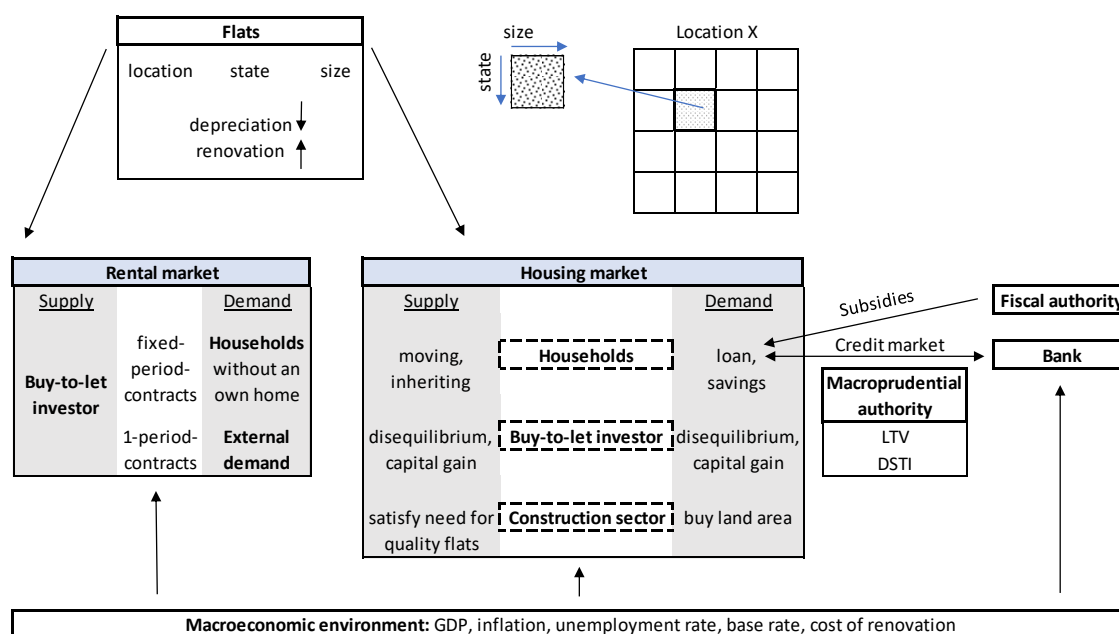 Flats
location state size
depreciation
renovation
size
state
Location X
Rental market
Supply
Demand
Buy-to-let
investor
fixed-
period-
contracts
Households
without an
own home
1-period-
contracts
External
demand
Housing market
Supply
Demand
moving,
inheriting
Households
loan,
savings
disequilibrium,
capital gain
Buy-to-let investor
disequilibrium,
capital gain
satisfy need for
quality flats
Construction sector
buy land area
Subsidies
Fiscal authority
Credit market
Bank
Macroprudential
authority
LTV
DSTI
Macroeconomic environment: GDP, inflation, unemployment rate, base rate, cost of renovation